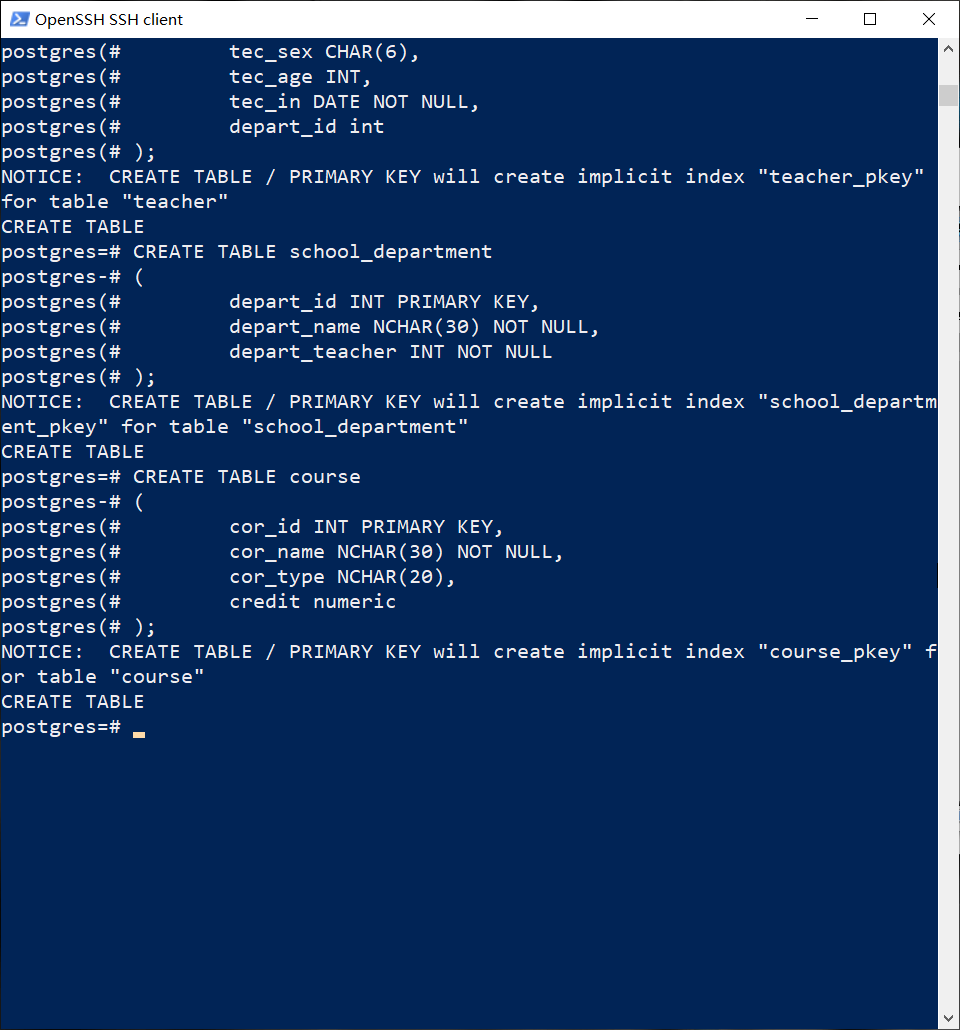 OpenSSH SSH client
postgres(#         tec_sex CHAR(6),
postgres(#         tec_age INT,
postgres(#         tec_in DATE NOT NULL,
postgres(#         depart_id int
postgres(# );
NOTICE:  CREATE TABLE / PRIMARY KEY will create implicit index "teacher_pkey"
for table "teacher"
CREATE TABLE
postgres=# CREATE TABLE school_department
postgres-# (
postgres(#         depart_id INT PRIMARY KEY,
postgres(#         depart_name NCHAR(30) NOT NULL,
postgres(#         depart_teacher INT NOT NULL
postgres(# );
NOTICE:  CREATE TABLE / PRIMARY KEY will create implicit index "school_departm
ent_pkey" for table "school_department"
CREATE TABLE
postgres=# CREATE TABLE course
postgres-# (
postgres(#         cor_id INT PRIMARY KEY,
postgres(#         cor_name NCHAR(30) NOT NULL,
postgres(#         cor_type NCHAR(20),
postgres(#         credit numeric
postgres(# );
NOTICE:  CREATE TABLE / PRIMARY KEY will create implicit index "course_pkey" f
or table "course"
CREATE TABLE
postgres=#